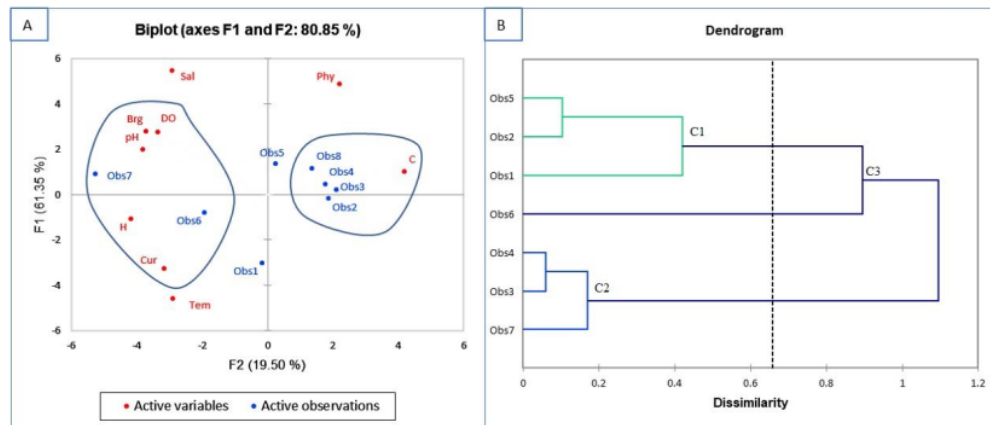 A
Biplot (axes F1 and F2: 80.85 %)
6
4
2
0
-2
-4
-6
F1 (61.35 %)
Sal
Phy
Brg
DO
pH
Obs7
H
Obs6
Cur
Tem
Obs5
Obs8
Obs4
C
Obs3
Obs2
Obs1
-6
-4
-2
0
2
4
6
F2 (19.50 %)
Active variables
Active observations
B
Dendrogram
Obs5
Obs2
Obs1
Obs6
Obs4
Obs3
Obs7
C1
C3
C2
0
0.2
0.4
0.6
0.8
1
1.2
Dissimilarity